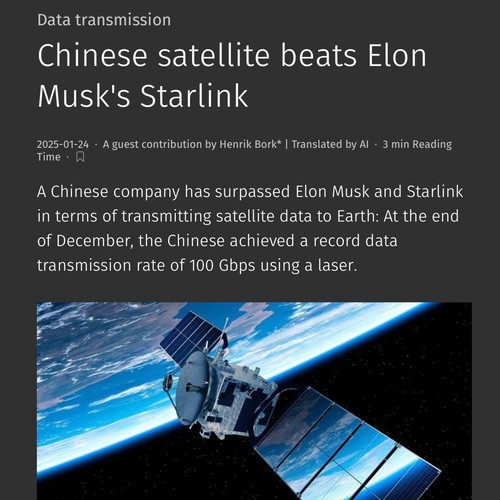 Data transmission
Chinese satellite beats Elon
Musk's Starlink
2025-01-24 · A guest contribution by Henrik Bork* | Translated by AI · 3 min Reading
Time ·
A Chinese company has surpassed Elon Musk and Starlink
in terms of transmitting satellite data to Earth: At the end
of December, the Chinese achieved a record data
transmission rate of 100 Gbps using a laser.